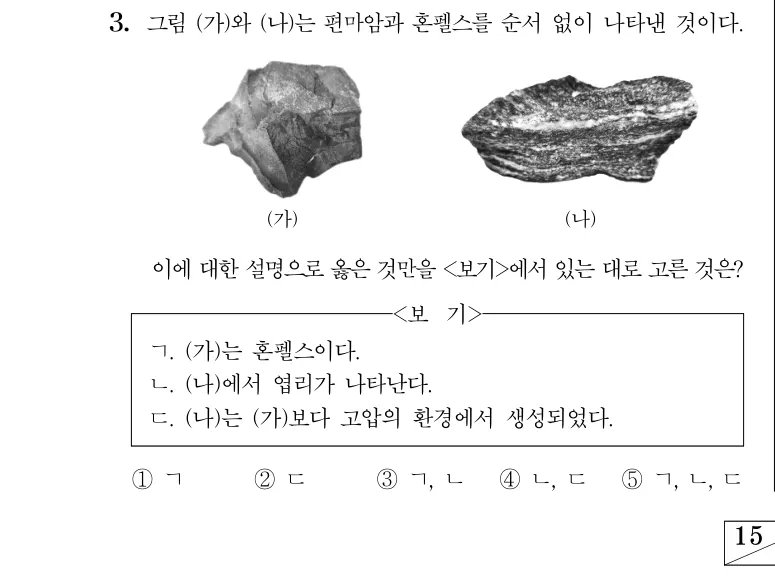 3. 그림 (가)와 (나)는 편마암과 혼펠스를 순서 없이 나타낸 것이다.
(가) (나)
이에 대한 설명으로 옳은 것만을 <보기>에서 있는 대로 고른 것은?
<보 기>
ㄱ. (가)는 혼펠스이다.
ㄴ. (나)에서 엽리가 나타난다.
ㄷ. (나)는 (가)보다 고압의 환경에서 생성되었다.
① ㄱ ② ㄷ ③ ㄱ, ㄴ ④ ㄴ, ㄷ ⑤ ㄱ, ㄴ, ㄷ
15